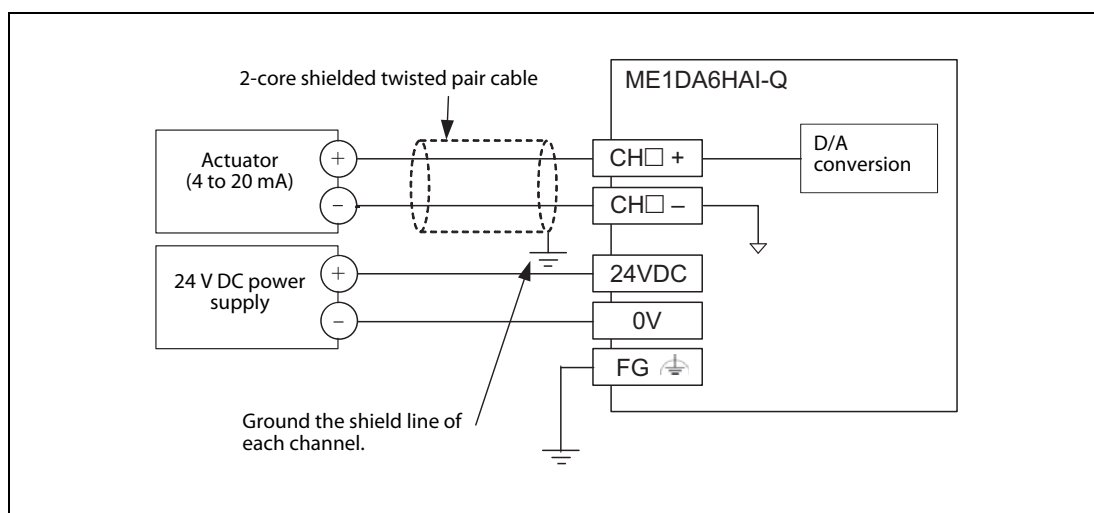 2-core shielded twisted pair cable
ME1DA6HAI-Q
Actuator
(4 to 20 mA)
+
–
CH□ +
CH□ –
D/A
conversion
24 V DC power
supply
+
–
24VDC
0V
FG
Ground the shield line of
each channel.